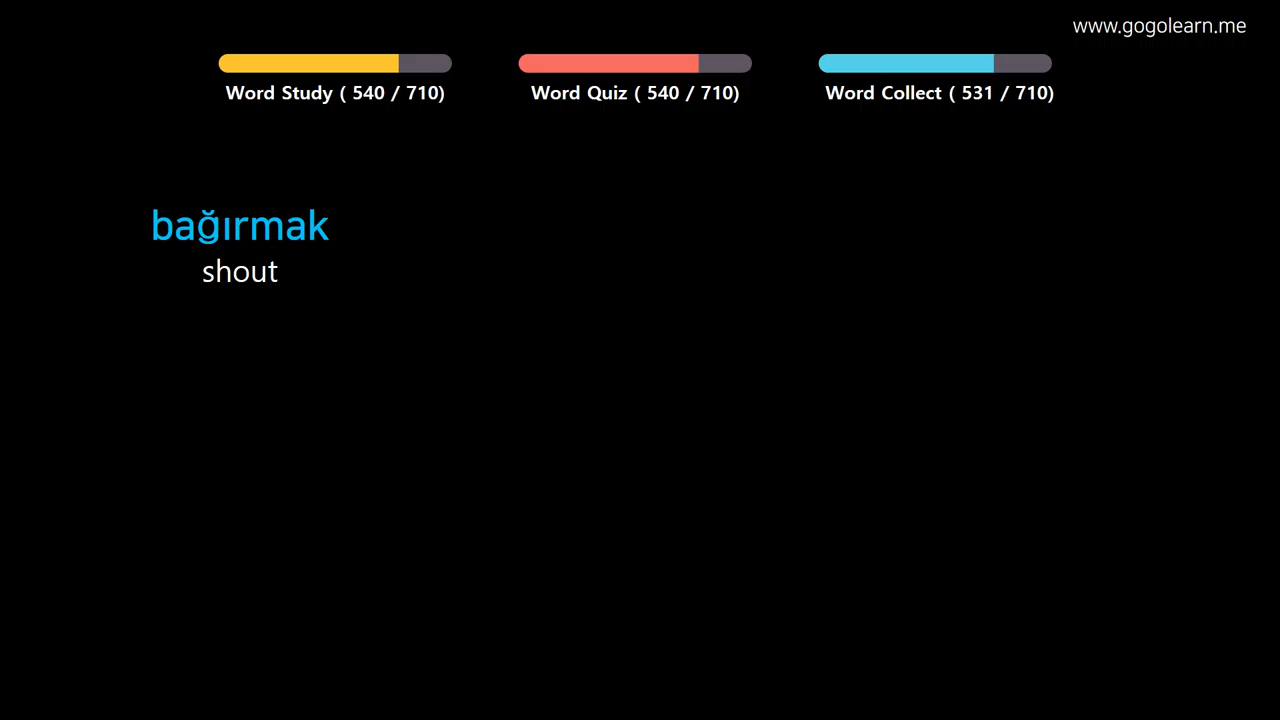 www.gogolearn.me
Word Study ( 540 / 710)
Word Quiz ( 540 / 710)
Word Collect ( 531 / 710)
bağırmak
shout